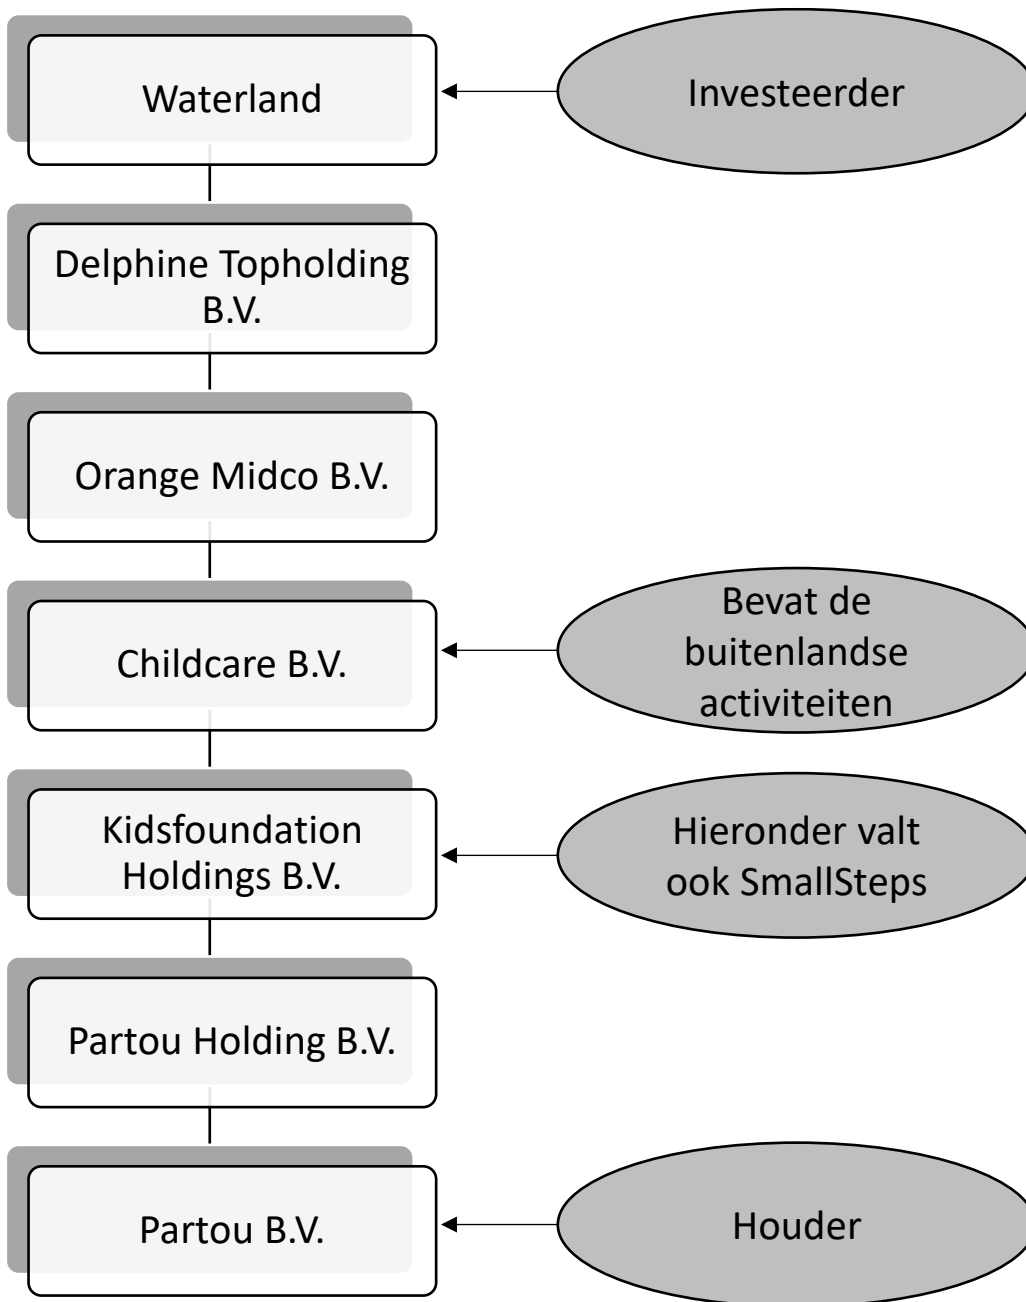 Waterland
Investeerder
Delphine Topholding
B.V.
Orange Midco B.V.
Childcare B.V.
Bevat de
buitenlandse
activiteiten
Kidsfoundation
Holdings B.V.
Hieronder valt
ook SmallSteps
Partou Holding B.V.
Partou B.V.
Houder